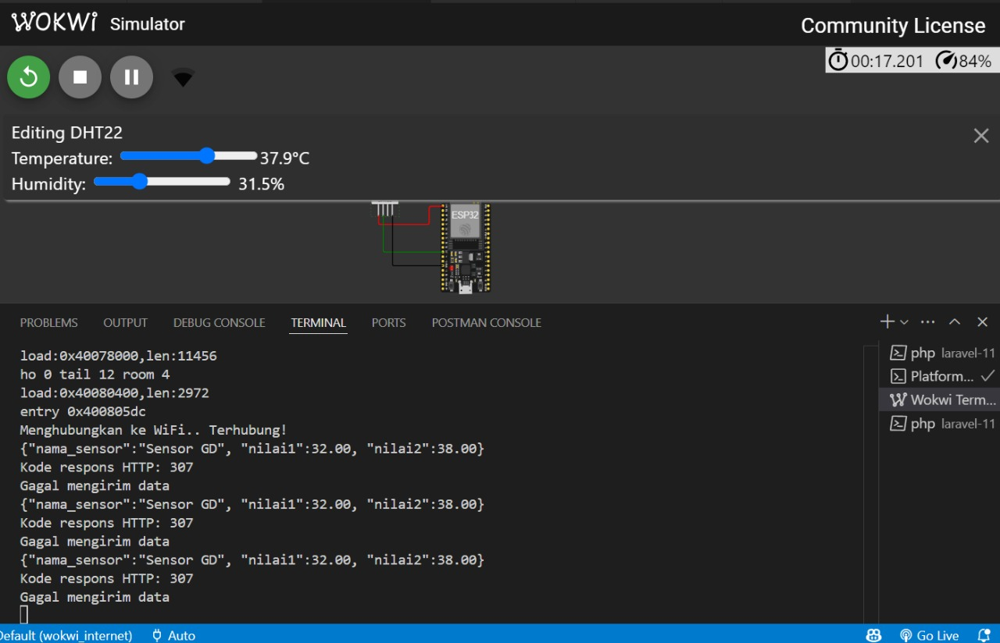 WOKWi Simulator
Community License
00:17.201 84%
Editing DHT22
Temperature: 37.9°C
Humidity: 31.5%
ESP32
PROBLEMS OUTPUT DEBUG CONSOLE TERMINAL PORTS POSTMAN CONSOLE
load:0x40078000,len:11456
ho 0 tail 12 room 4
load:0x40080400,len:2972
entry 0x400805dc
Menghubungkan ke WiFi.. Terhubung!
{"nama_sensor":"Sensor GD", "nilai1":32.00, "nilai2":38.00}
Kode respons HTTP: 307
Gagal mengirim data
{"nama_sensor":"Sensor GD", "nilai1":32.00, "nilai2":38.00}
Kode respons HTTP: 307
Gagal mengirim data
{"nama_sensor":"Sensor GD", "nilai1":32.00, "nilai2":38.00}
Kode respons HTTP: 307
Gagal mengirim data
php laravel-11
Platform...
Wokwi Term...
php laravel-11
Default (wokwi_internet) Auto
Go Live